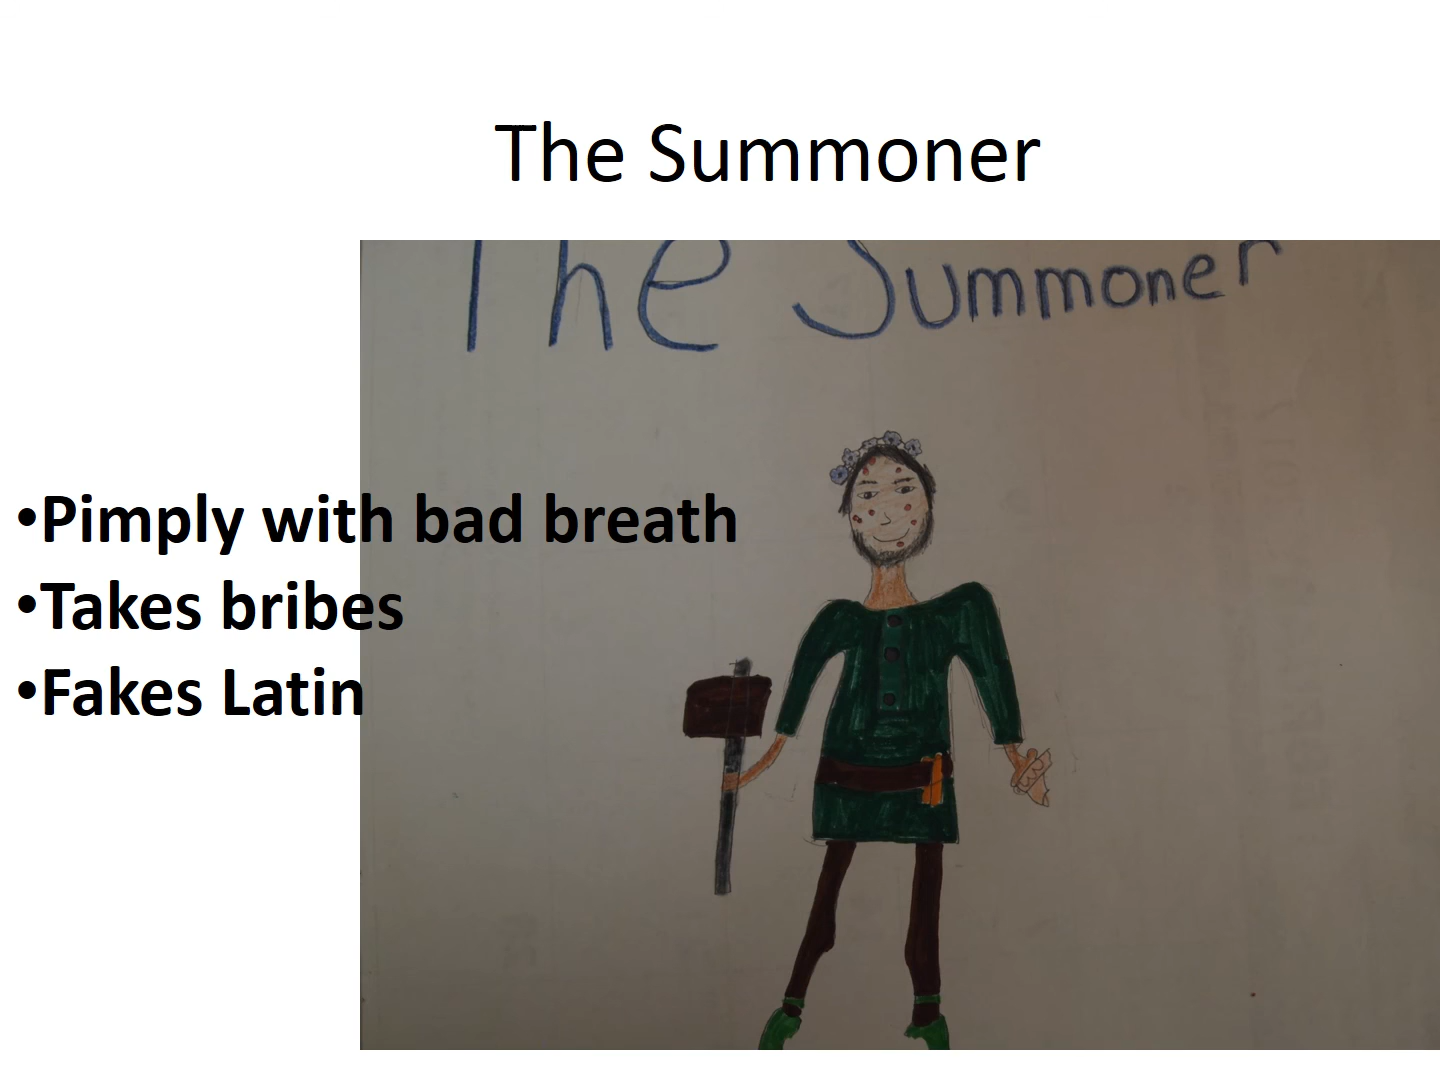 The Summoner
The Summoner
•Pimply with bad breath
•Takes bribes
•Fakes Latin